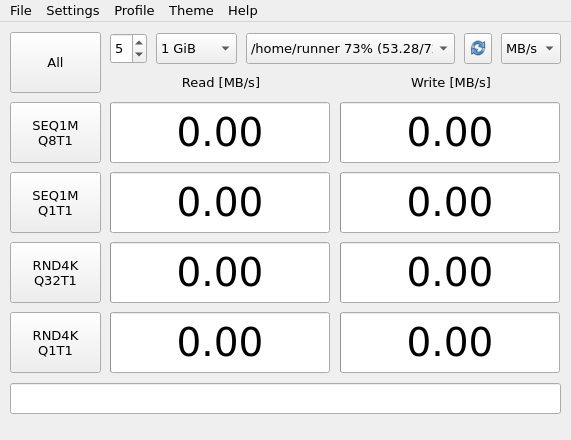 File Settings Profile Theme Help
All 5 1 GiB /home/runner 73% (53.28/7 MB/s
Read [MB/s] Write [MB/s]
SEQ1M
Q8T1
0.00 0.00
SEQ1M
Q1T1
0.00 0.00
RND4K
Q32T1
0.00 0.00
RND4K
Q1T1
0.00 0.00